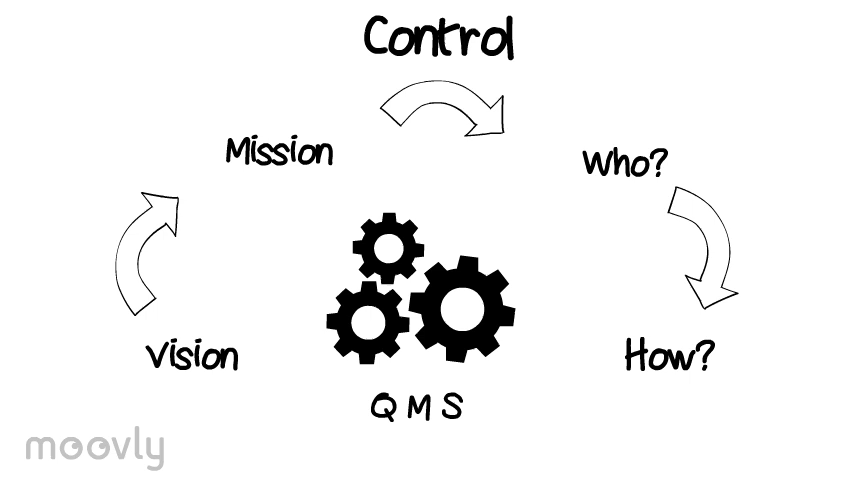 Control
Mission
Who?
Vision
How?
Q M S
moovly